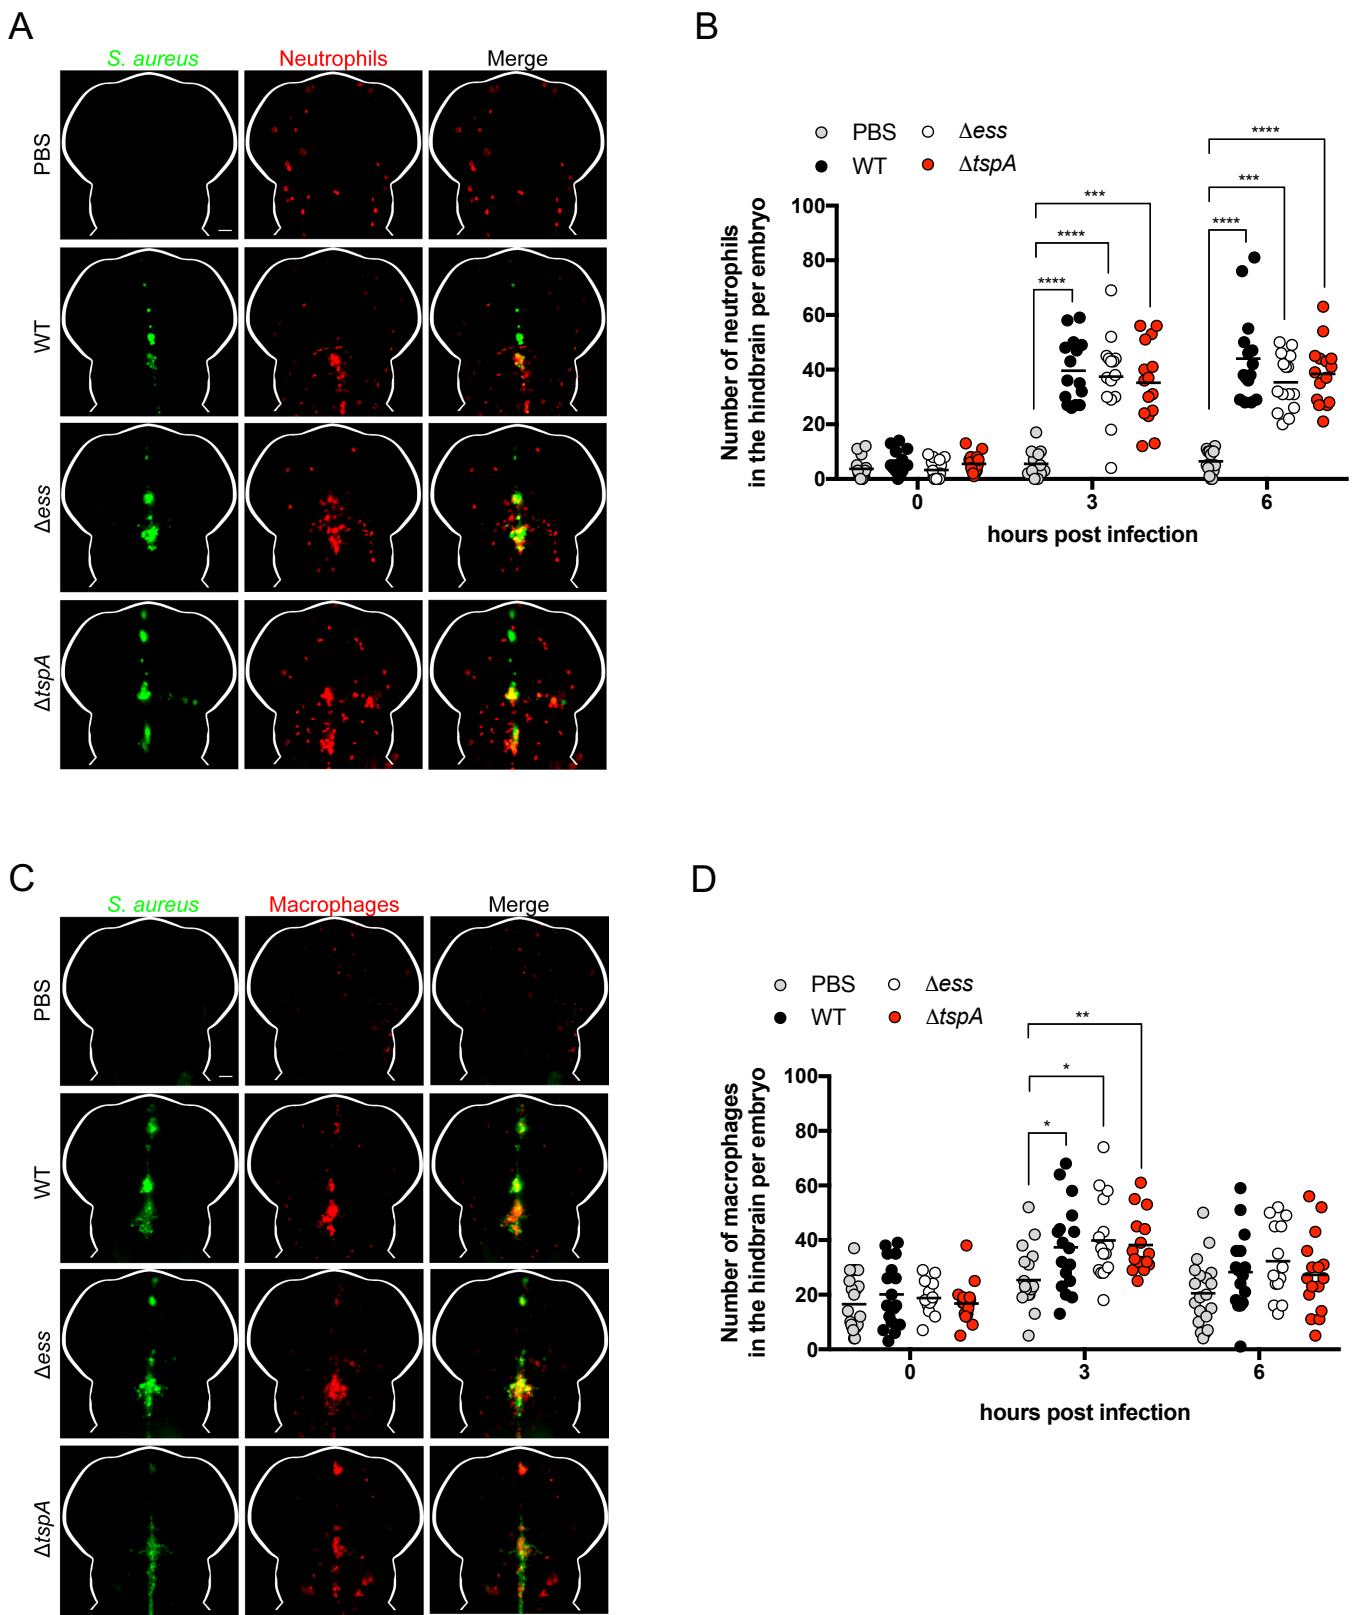 A
S. aureus Neutrophils Merge
PBS
WT
Δess
ΔtspA
B
PBS Δess
WT ΔtspA
Number of neutrophils
in the hindbrain per embryo
100
80
60
40
20
0
****
****
***
****
***
****
0 3 6
hours post infection
C
S. aureus Macrophages Merge
PBS
WT
Δess
ΔtspA
D
PBS Δess
WT ΔtspA
Number of macrophages
in the hindbrain per embryo
100
80
60
40
20
0
*
*
**
0 3 6
hours post infection